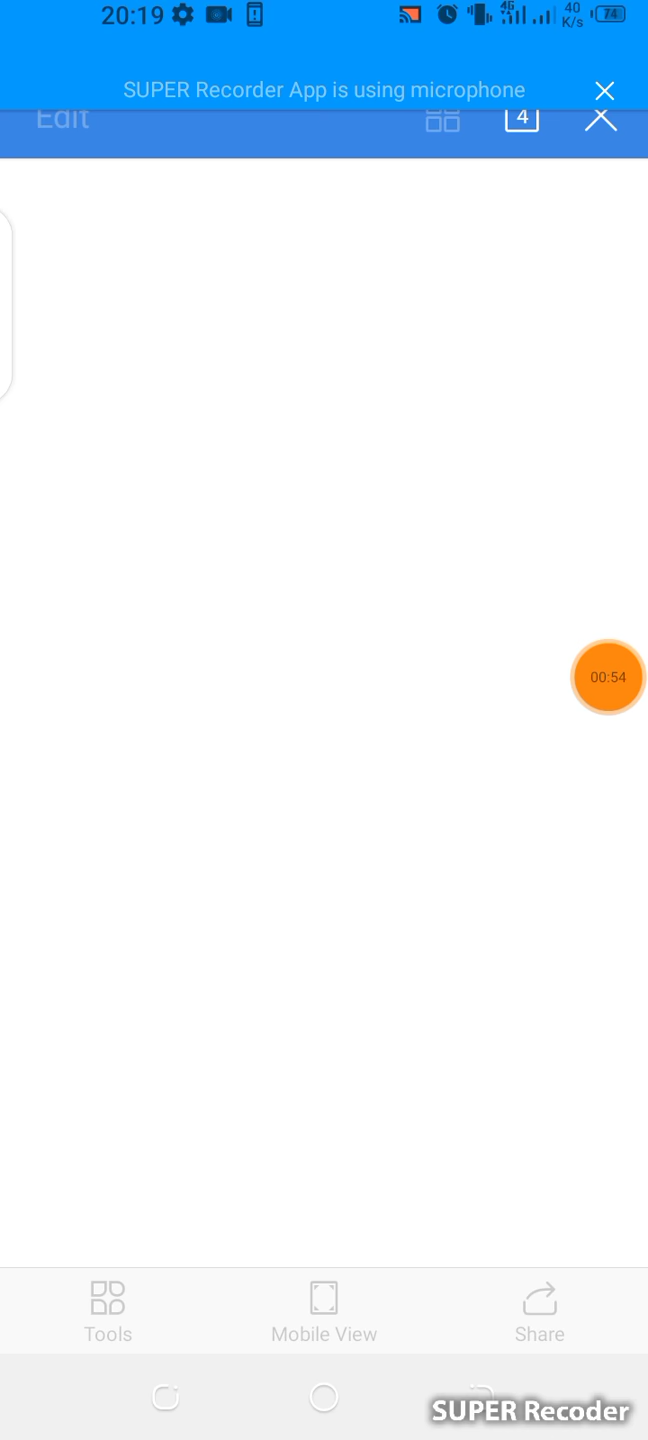 20:19
4G
40
K/s
74
SUPER Recorder App is using microphone
Edit
4
00:54
Tools
Mobile View
Share
SUPER Recoder